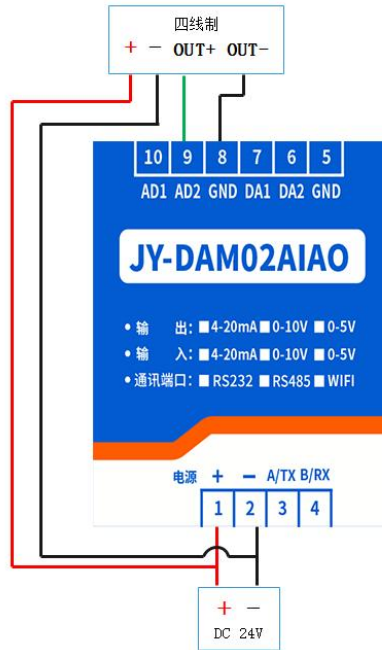 四线制
+ － OUT+ OUT-
10 9 8 7 6 5
AD1 AD2 GND DA1 DA2 GND
JY-DAM02AIAO
• 输 出: ■4-20mA■0-10V ■0-5V
• 输 入: ■4-20mA■0-10V ■0-5V
• 通讯端口: ■ RS232 ■ RS485 ■ WIFI
电源 + － A/TX B/RX
1 2 3 4
+ －
DC 24V